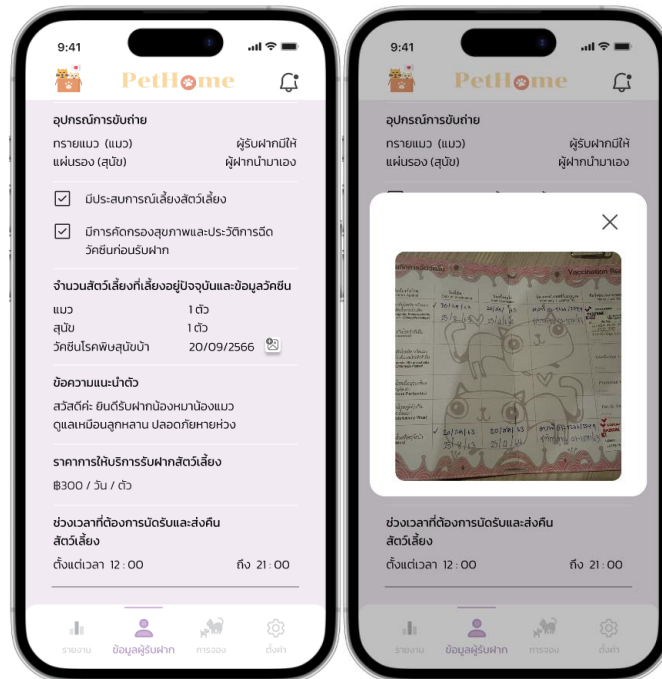 9:41
PetHome
อุปกรณ์การขับถ่าย
ทรายแมว (แมว) ผู้รับฝากมีให้
แผ่นรอง (สุนัข) ผู้ฝากนำมาเอง
มีประสบการณ์เลี้ยงสัตว์เลี้ยง
มีการคัดกรองสุขภาพและประวัติการฉีด
วัคซีนก่อนรับฝาก
จำนวนสัตว์เลี้ยงที่เลี้ยงอยู่ปัจจุบันและข้อมูลวัคซีน
แมว 1 ตัว
สุนัข 1 ตัว
วัคซีนโรคพิษสุนัขบ้า 20/09/2566
ข้อความแนะนำตัว
สวัสดีค่ะ ยินดีรับฝากน้องหมาน้องแมว
ดูแลเหมือนลูกหลาน ปลอดภัยหายห่วง
ราคาการให้บริการรับฝากสัตว์เลี้ยง
฿300 / วัน / ตัว
ช่วงเวลาที่ต้องการนัดรับและส่งคืน
สัตว์เลี้ยง
ตั้งแต่เวลา 12 : 00 ถึง 21 : 00
รายงาน ข้อมูลผู้รับฝาก การจอง ตั้งค่า
9:41
PetHome
อุปกรณ์การขับถ่าย
ทรายแมว (แมว) ผู้รับฝากมีให้
แผ่นรอง (สุนัข) ผู้ฝากนำมาเอง
Vaccination
ช่วงเวลาที่ต้องการนัดรับและส่งคืน
สัตว์เลี้ยง
ตั้งแต่เวลา 12 : 00 ถึง 21 : 00
รายงาน ข้อมูลผู้รับฝาก การจอง ตั้งค่า